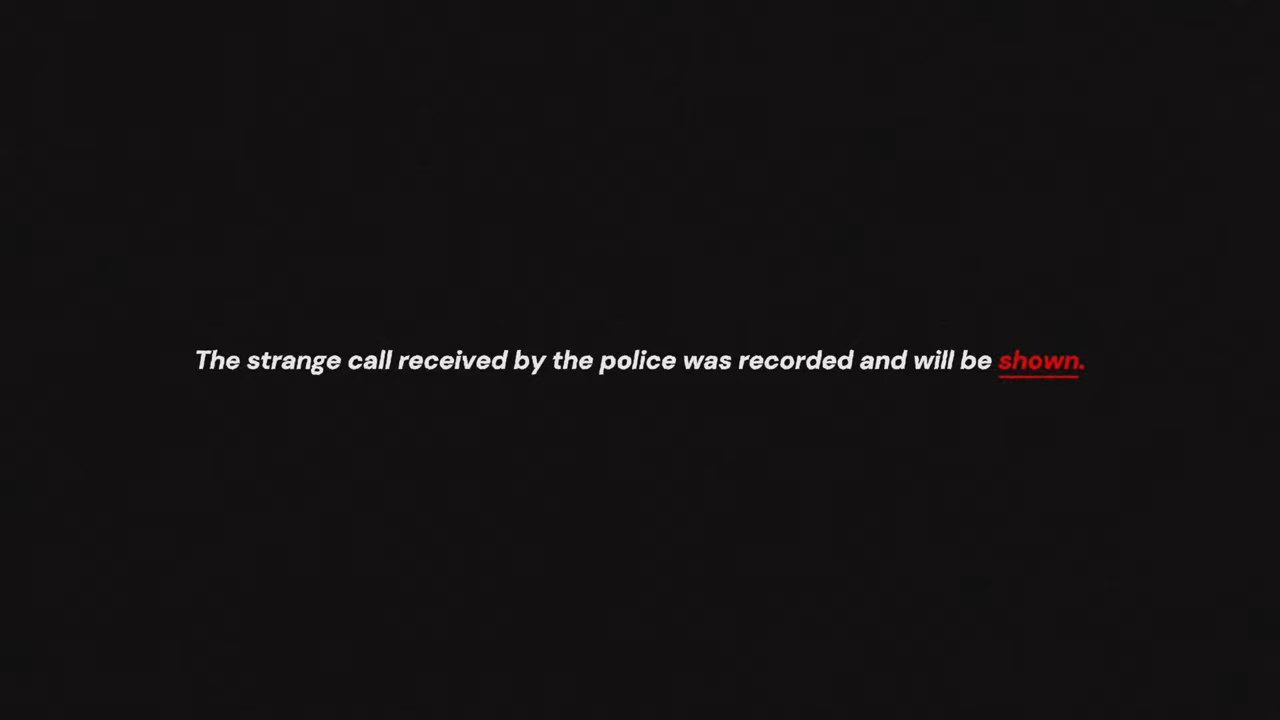 The strange call received by the police was recorded and will be shown.